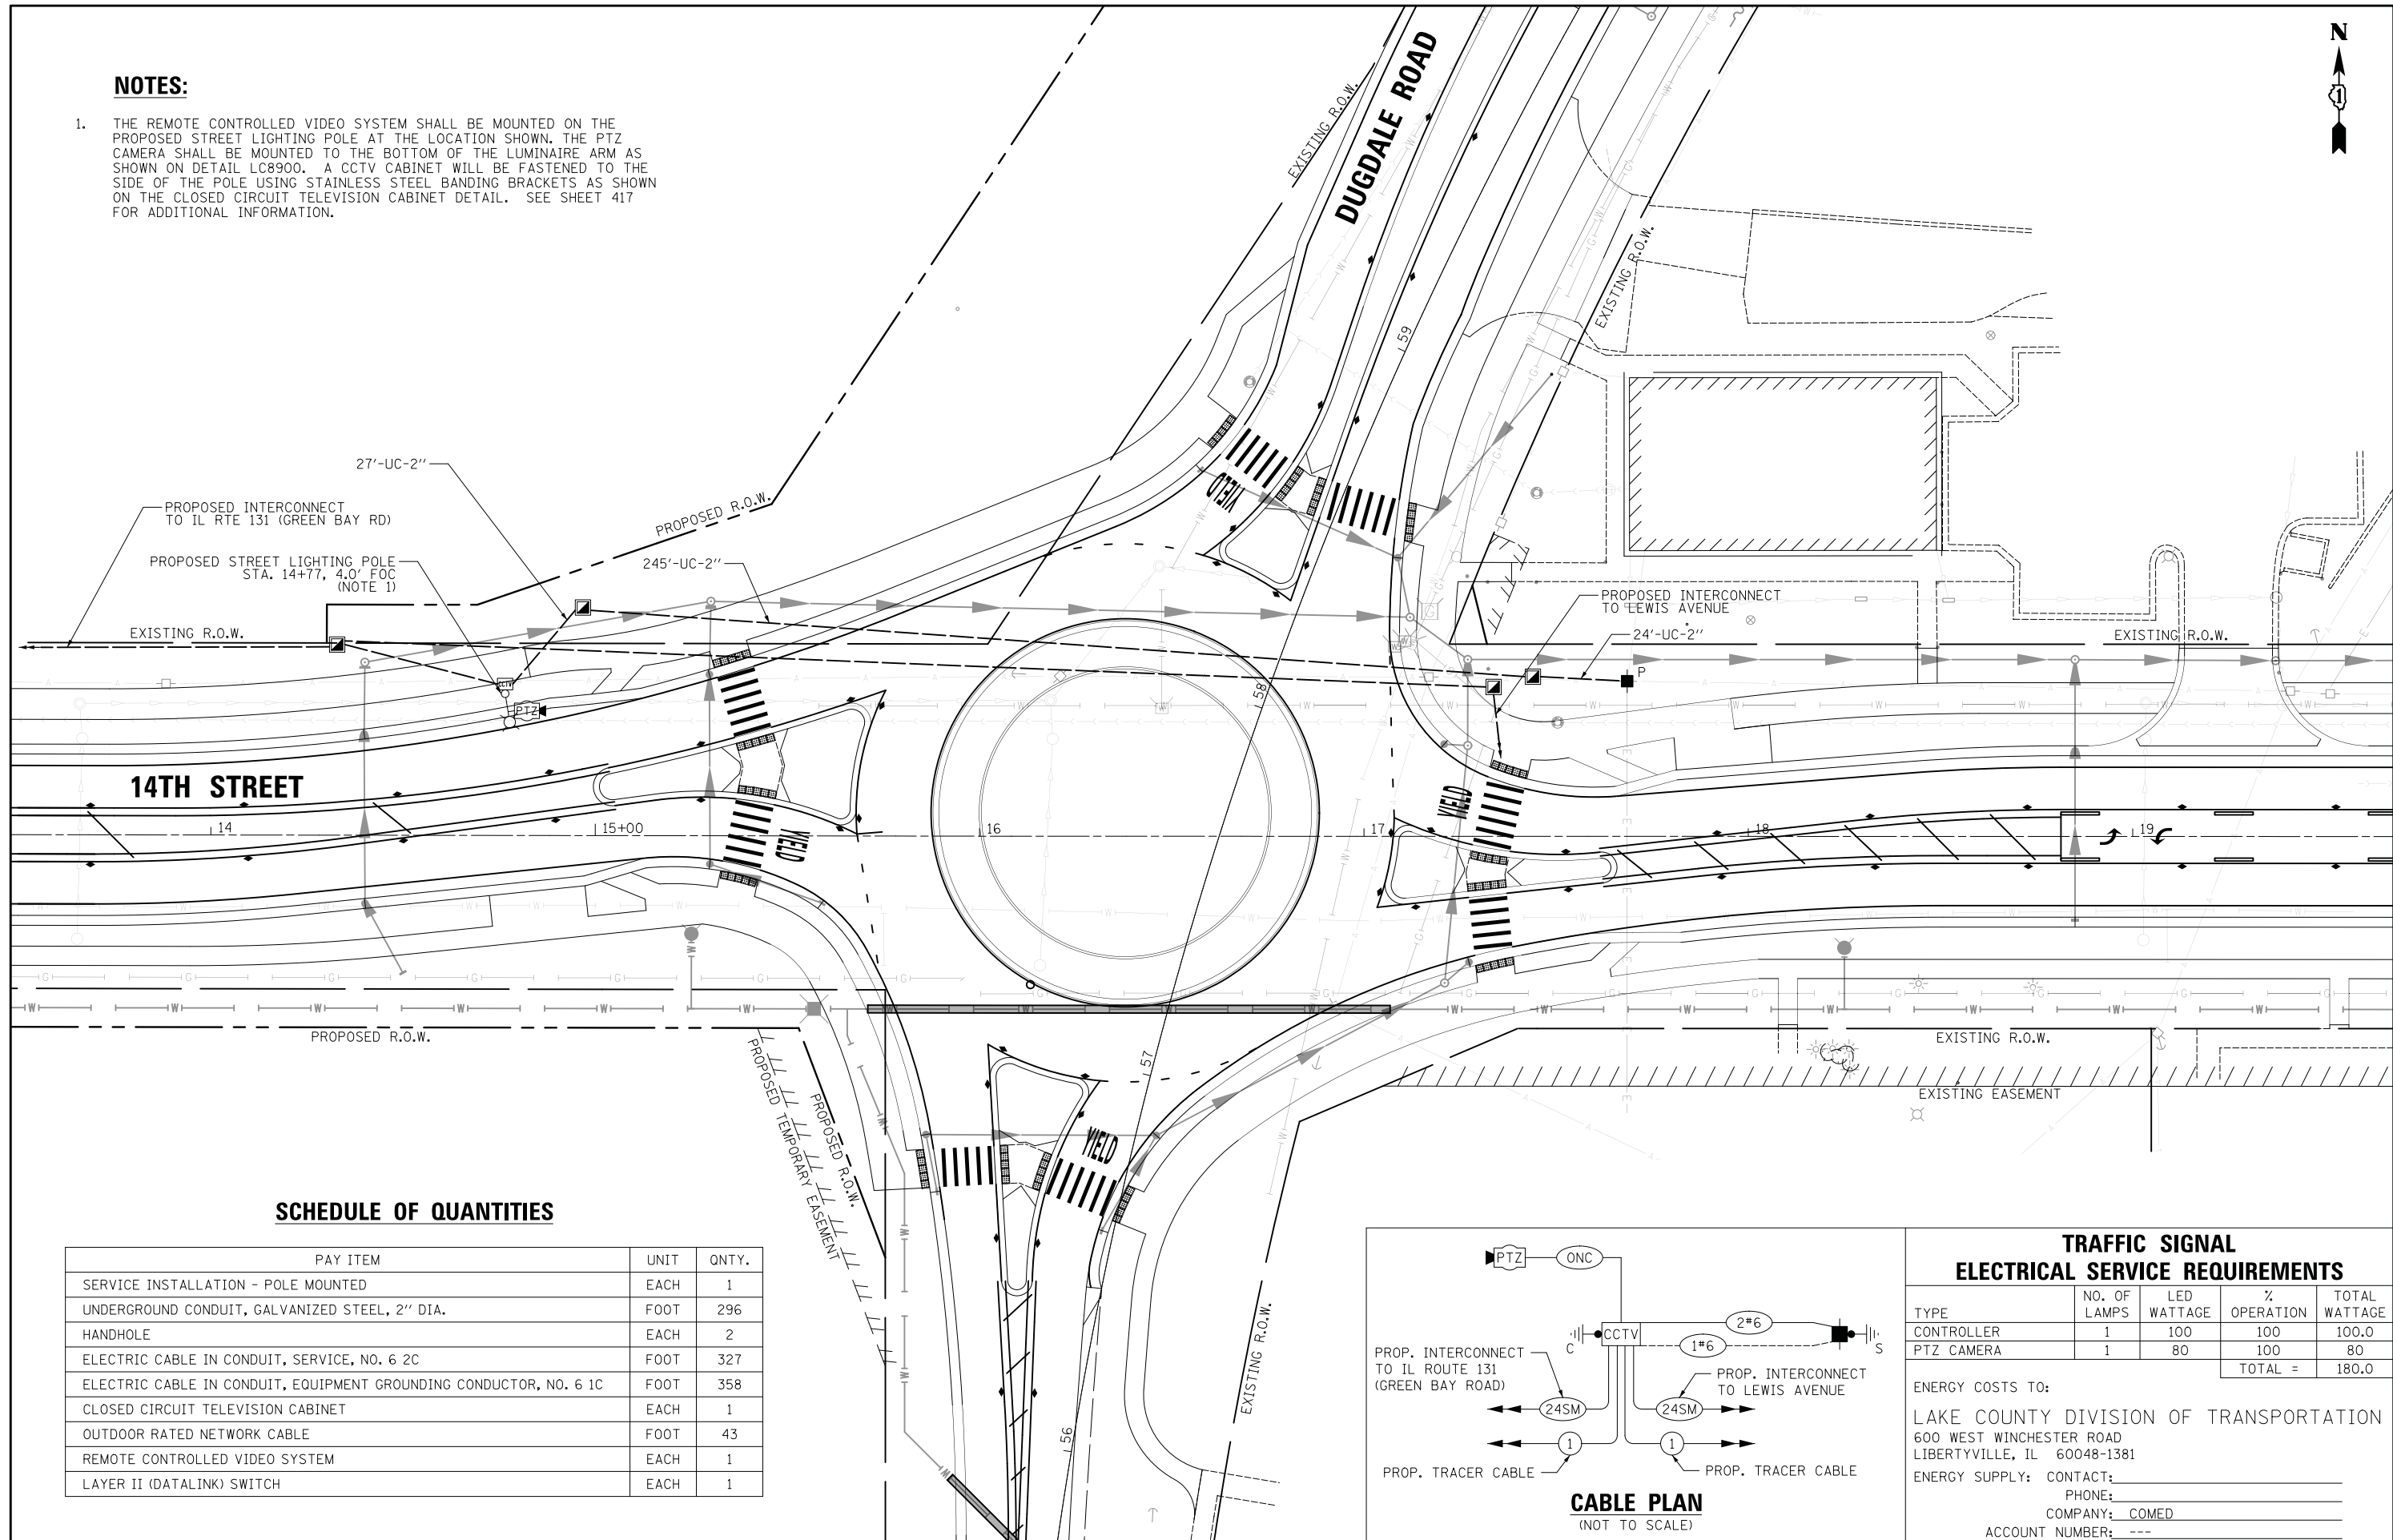 NOTES:
1. THE REMOTE CONTROLLED VIDEO SYSTEM SHALL BE MOUNTED ON THE
PROPOSED STREET LIGHTING POLE AT THE LOCATION SHOWN. THE PTZ
CAMERA SHALL BE MOUNTED TO THE BOTTOM OF THE LUMINAIRE ARM AS
SHOWN ON DETAIL LC8900. A CCTV CABINET WILL BE FASTENED TO THE
SIDE OF THE POLE USING STAINLESS STEEL BANDING BRACKETS AS SHOWN
ON THE CLOSED CIRCUIT TELEVISION CABINET DETAIL. SEE SHEET 417
FOR ADDITIONAL INFORMATION.
N
1
DUGDALE ROAD
EXISTING R.O.W.
EXISTING R.O.W.
59
27'-UC-2"
PROPOSED INTERCONNECT
TO IL RTE 131 (GREEN BAY RD)
PROPOSED STREET LIGHTING POLE
STA. 14+77, 4.0' FOC
(NOTE 1)
PROPOSED R.O.W.
245'-UC-2"
YIELD
EXISTING R.O.W.
PROPOSED INTERCONNECT
TO LEWIS AVENUE
24'-UC-2"
EXISTING R.O.W.
P
CCTV
PTZ
58
14TH STREET
14
15+00
16
17
18
19
YIELD
YIELD
PROPOSED R.O.W.
EXISTING R.O.W.
EXISTING EASEMENT
57
YIELD
PROPOSED TEMPORARY EASEMENT
PROPOSED R.O.W.
EXISTING R.O.W.
56
SCHEDULE OF QUANTITIES
PAY ITEM UNIT QNTY.
SERVICE INSTALLATION - POLE MOUNTED EACH 1
UNDERGROUND CONDUIT, GALVANIZED STEEL, 2" DIA. FOOT 296
HANDHOLE EACH 2
ELECTRIC CABLE IN CONDUIT, SERVICE, NO. 6 2C FOOT 327
ELECTRIC CABLE IN CONDUIT, EQUIPMENT GROUNDING CONDUCTOR, NO. 6 1C FOOT 358
CLOSED CIRCUIT TELEVISION CABINET EACH 1
OUTDOOR RATED NETWORK CABLE FOOT 43
REMOTE CONTROLLED VIDEO SYSTEM EACH 1
LAYER II (DATALINK) SWITCH EACH 1
PTZ ONC
2#6
CCTV
1#6
C
S
PROP. INTERCONNECT
TO IL ROUTE 131
(GREEN BAY ROAD)
PROP. INTERCONNECT
TO LEWIS AVENUE
24SM 24SM
1 1
PROP. TRACER CABLE PROP. TRACER CABLE
CABLE PLAN
(NOT TO SCALE)
TRAFFIC SIGNAL
ELECTRICAL SERVICE REQUIREMENTS
TYPE NO. OF LAMPS LED WATTAGE % OPERATION TOTAL WATTAGE
CONTROLLER 1 100 100 100.0
PTZ CAMERA 1 80 100 80
TOTAL = 180.0
ENERGY COSTS TO:
LAKE COUNTY DIVISION OF TRANSPORTATION
600 WEST WINCHESTER ROAD
LIBERTYVILLE, IL 60048-1381
ENERGY SUPPLY: CONTACT:
PHONE:
COMPANY: COMED
ACCOUNT NUMBER: ---